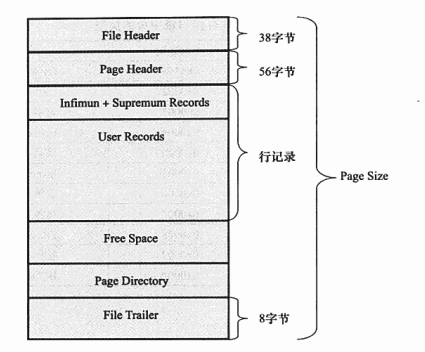 File Header
38字节
Page Header
56字节
Infimun + Supremum Records
User Records
行记录
Page Size
Free Space
Page Directory
File Trailer
8字节